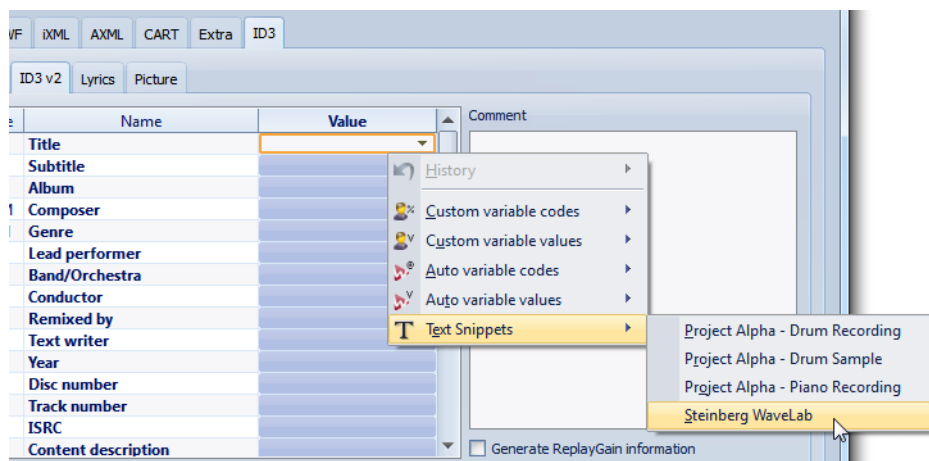 iXML AXML CART Extra ID3
ID3 v2 Lyrics Picture
Name Value Comment
Title
Subtitle
History
Album
Composer
Custom variable codes
Genre
Custom variable values
Lead performer
Band/Orchestra
Auto variable codes
Conductor
Auto variable values
Remixed by
Text Snippets
Text writer
Project Alpha - Drum Recording
Year
Project Alpha - Drum Sample
Disc number
Project Alpha - Piano Recording
Track number
Steinberg WaveLab
ISRC
Content description
Generate ReplayGain information